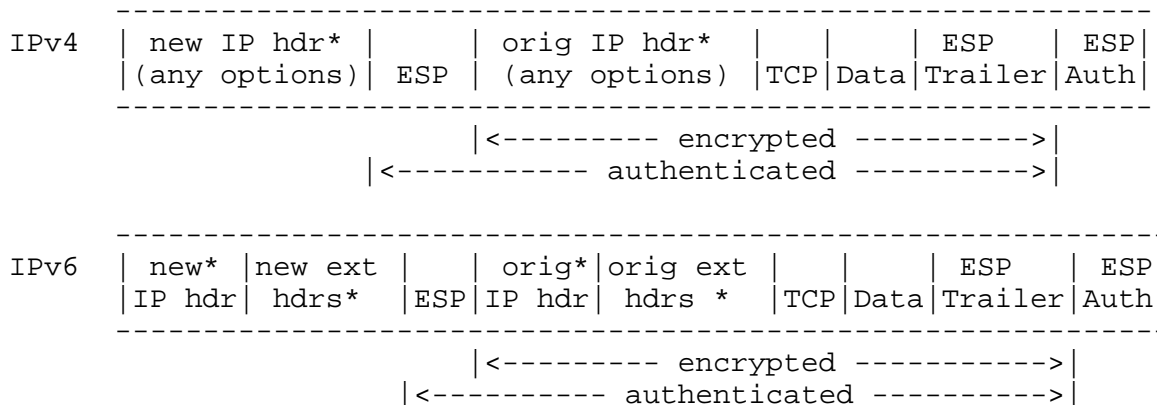 -----------------------------------------------------------
IPv4 | new IP hdr* | | orig IP hdr* | | | ESP | ESP|
|(any options)| ESP | (any options) |TCP|Data|Trailer|Auth|
-----------------------------------------------------------
|<--------- encrypted ---------->|
|<----------- authenticated ---------->|
------------------------------------------------------------
IPv6 | new* |new ext | | orig*|orig ext | | | ESP | ESP
|IP hdr| hdrs* |ESP|IP hdr| hdrs * |TCP|Data|Trailer|Auth
------------------------------------------------------------
|<--------- encrypted ----------->|
|<---------- authenticated ---------->|